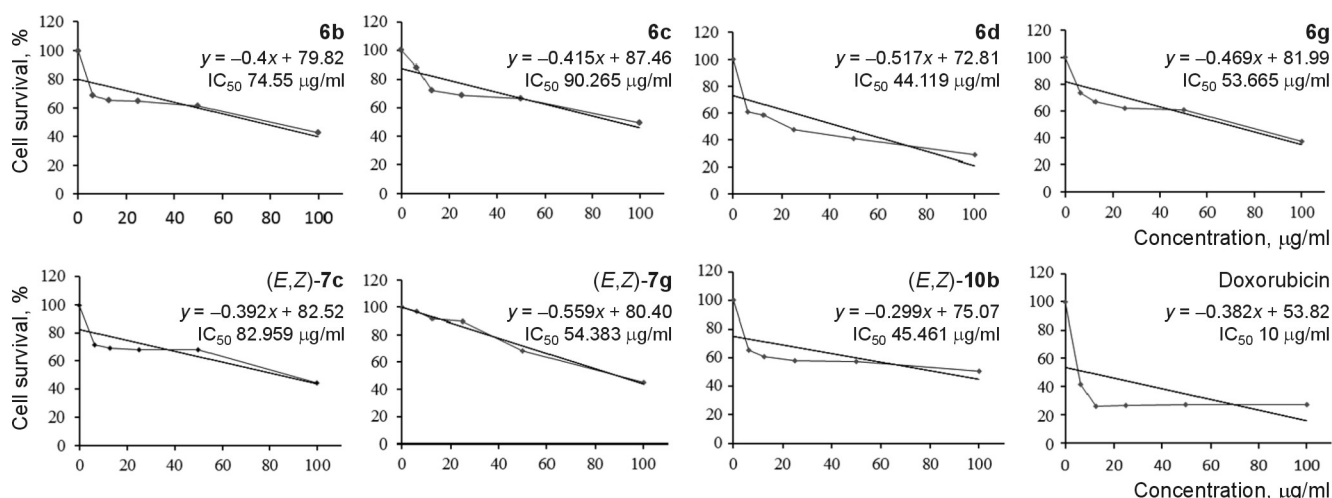 6b
y = –0.4x + 79.82
IC50 74.55 µg/ml
Cell survival, %
120
100
80
60
40
20
0
0 20 40 60 80 100
6c
y = –0.415x + 87.46
IC50 90.265 µg/ml
120
100
80
60
40
20
0
0 20 40 60 80 100
6d
y = –0.517x + 72.81
IC50 44.119 µg/ml
120
100
80
60
40
20
0
0 20 40 60 80 100
6g
y = –0.469x + 81.99
IC50 53.665 µg/ml
120
100
80
60
40
20
0
0 20 40 60 80 100
Concentration, µg/ml
(E,Z)-7c
y = –0.392x + 82.52
IC50 82.959 µg/ml
Cell survival, %
120
100
80
60
40
20
0
0 20 40 60 80 100
(E,Z)-7g
y = –0.559x + 80.40
IC50 54.383 µg/ml
120
100
80
60
40
20
0
0 20 40 60 80 100
(E,Z)-10b
y = –0.299x + 75.07
IC50 45.461 µg/ml
120
100
80
60
40
20
0
0 20 40 60 80 100
Doxorubicin
y = –0.382x + 53.82
IC50 10 µg/ml
120
100
80
60
40
20
0
0 20 40 60 80 100
Concentration, µg/ml